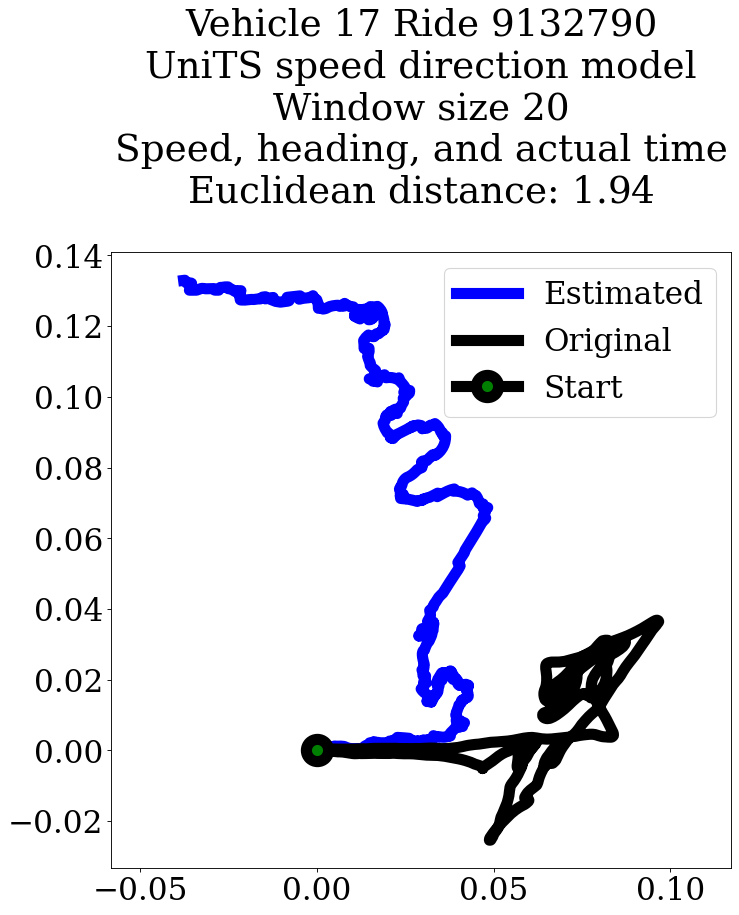 Vehicle 17 Ride 9132790
UniTS speed direction model
Window size 20
Speed, heading, and actual time
Euclidean distance: 1.94
Estimated
Original
Start
0.14
0.12
0.10
0.08
0.06
0.04
0.02
0.00
−0.02
−0.05
0.00
0.05
0.10